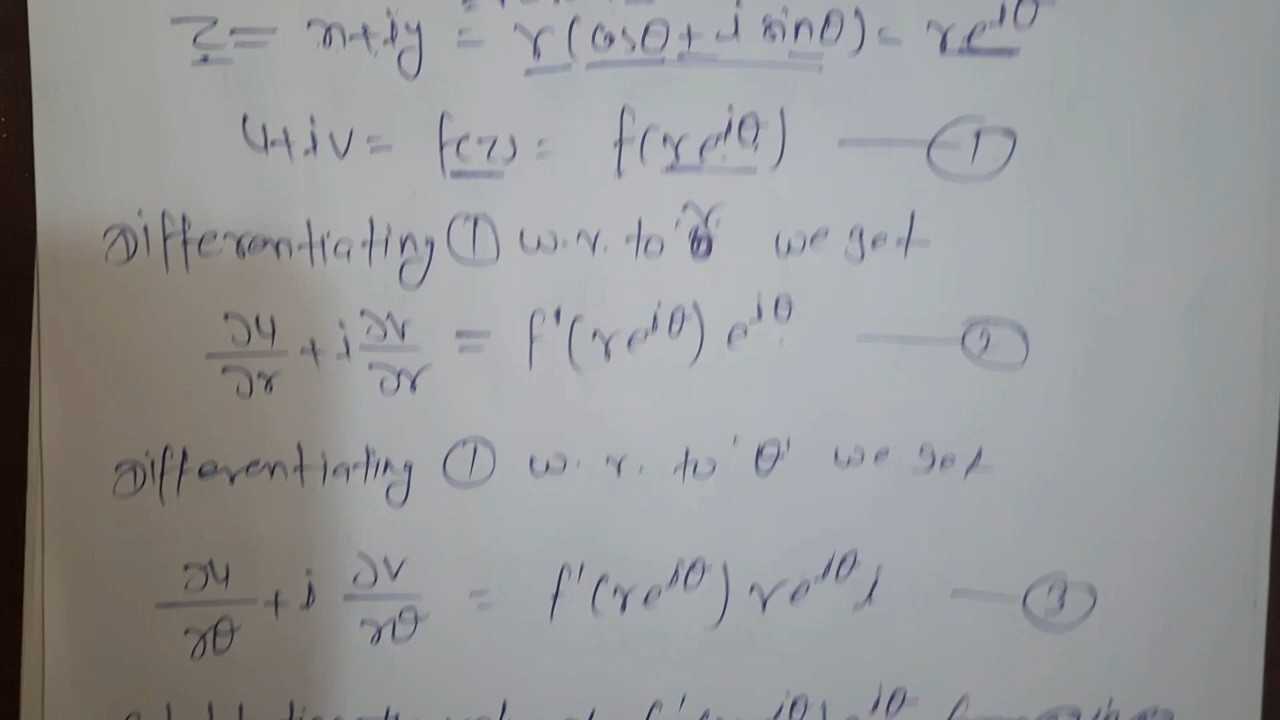 z = x+iy = r(cosθ + i sinθ) = re^{iθ}
u+iv = f(z) = f(re^{iθ}) — ①
Differentiating ① w.r. to 'r' we get
∂u/∂r + i ∂v/∂r = f'(re^{iθ}) e^{iθ} — ②
Differentiating ① w.r. to 'θ' we get
∂u/∂θ + i ∂v/∂θ = f'(re^{iθ}) re^{iθ} i — ③